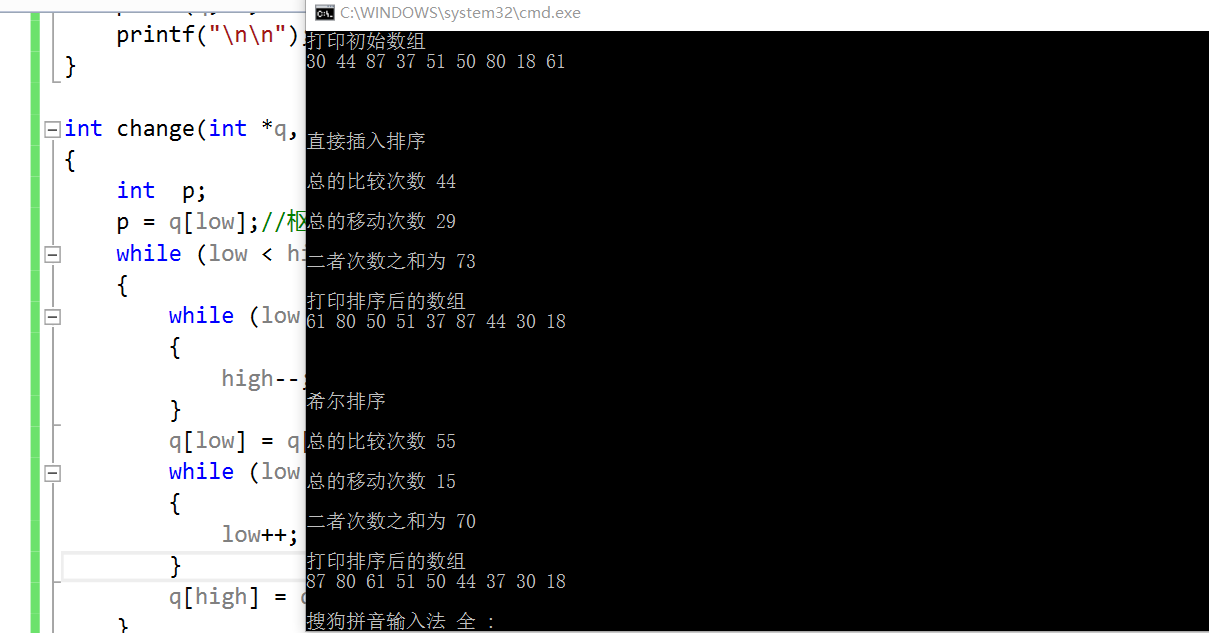 printf("\n\n")
}
int change(int *q,
{
int p;
p = q[low];//枢
while (low < hi
{
while (low
{
high--;
}
q[low] = q[
while (low
{
low++;
}
q[high] =
}
C:\WINDOWS\system32\cmd.exe
打印初始数组
30 44 87 37 51 50 80 18 61
直接插入排序
总的比较次数 44
总的移动次数 29
二者次数之和为 73
打印排序后的数组
61 80 50 51 37 87 44 30 18
希尔排序
总的比较次数 55
总的移动次数 15
二者次数之和为 70
打印排序后的数组
87 80 61 51 50 44 37 30 18
搜狗拼音输入法 全 :